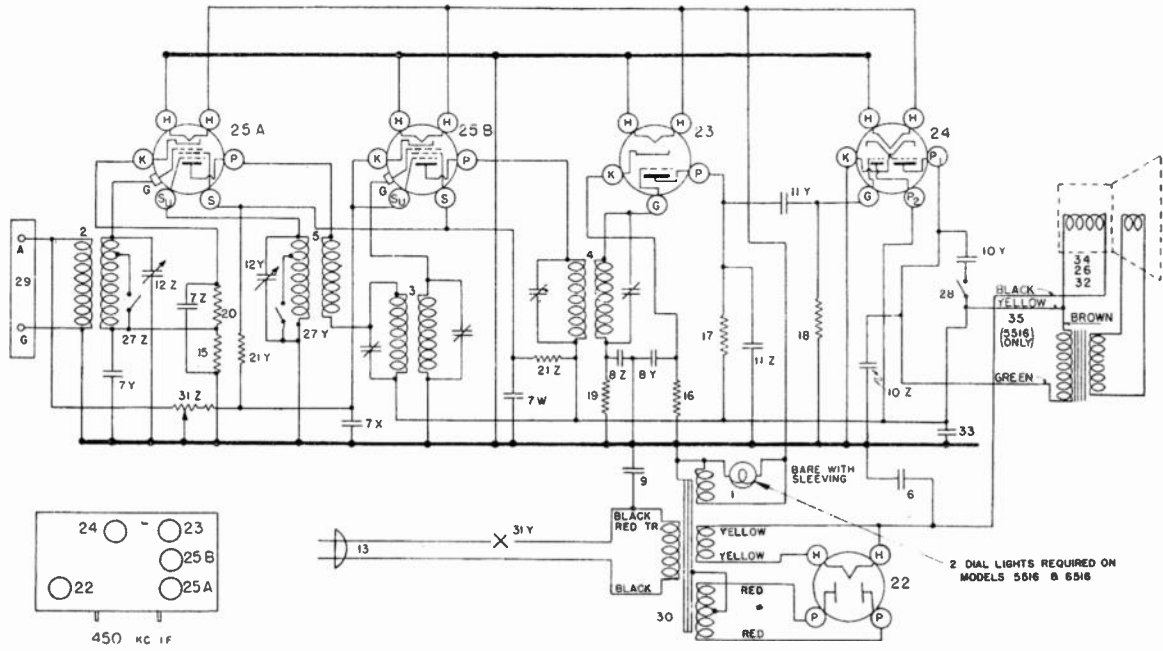 H H
25 A
K P
G
SU S
H H
25 B
K P
G
SU S
H H
23
K P
G
H H
24
K P
G P2
11 Y
A
29
G
2
12 Z
27 Z
7 Y
7 Z
20
15
21 Y
31 Z
12 Y
5
27 Y
3
7 X
7 W
21 Z
4
8 Z 8 Y
19 16
17
11 Z
18
10 Y
28
10 Z
33
34
26
32
BLACK
YELLOW
35
(5516)
(ONLY)
BROWN
GREEN
6
9
1
BARE WITH
SLEEVING
BLACK
RED TR
BLACK
13
31 Y
30
YELLOW
YELLOW
RED
RED
H H
22
P P
2 DIAL LIGHTS REQUIRED ON
MODELS 5516 & 6516
24 23
25 B
22 25 A
450 KC IF